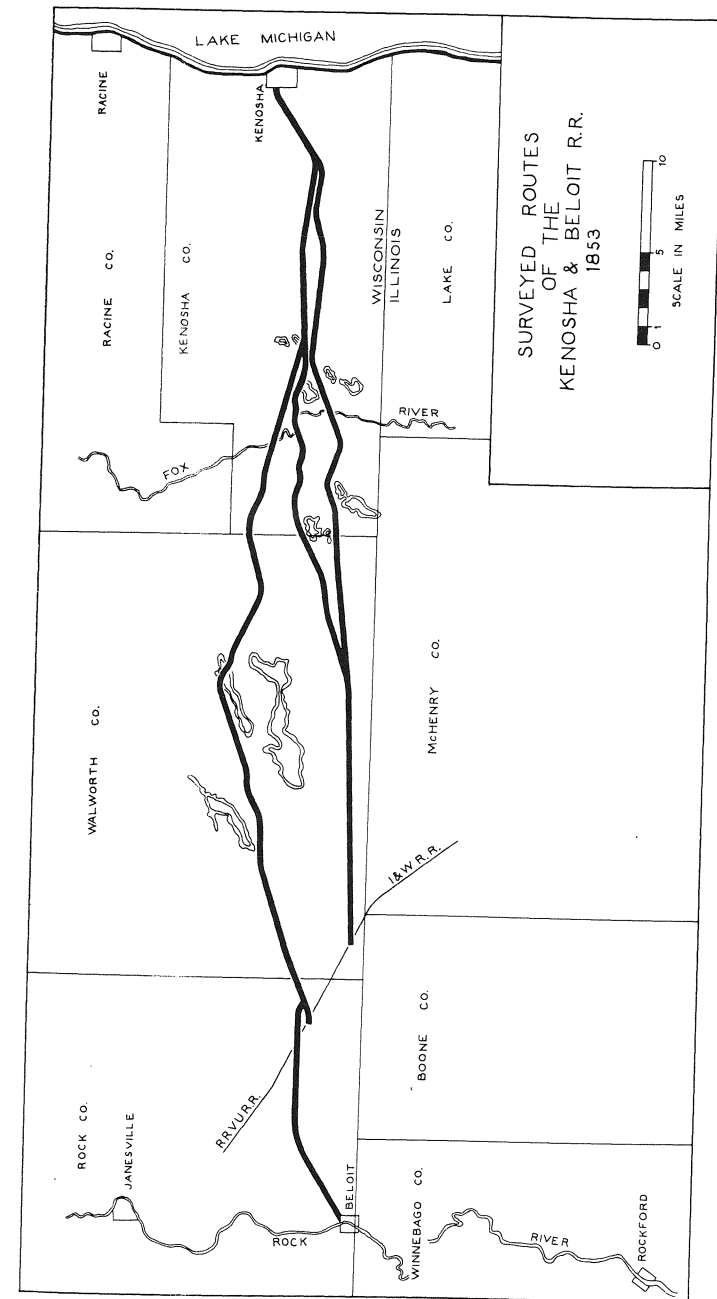 LAKE MICHIGAN
RACINE
KENOSHA
RACINE CO.
KENOSHA CO.
WISCONSIN
ILLINOIS
LAKE CO.
SURVEYED ROUTES
OF THE
KENOSHA & BELOIT R.R.
1853
0 1 5 10
SCALE IN MILES
FOX
RIVER
WALWORTH CO.
McHENRY CO.
I&W R.R.
RRVURR.
BOONE CO.
ROCK CO.
JANESVILLE
BELOIT
ROCK
WINNEBAGO CO.
RIVER
ROCKFORD